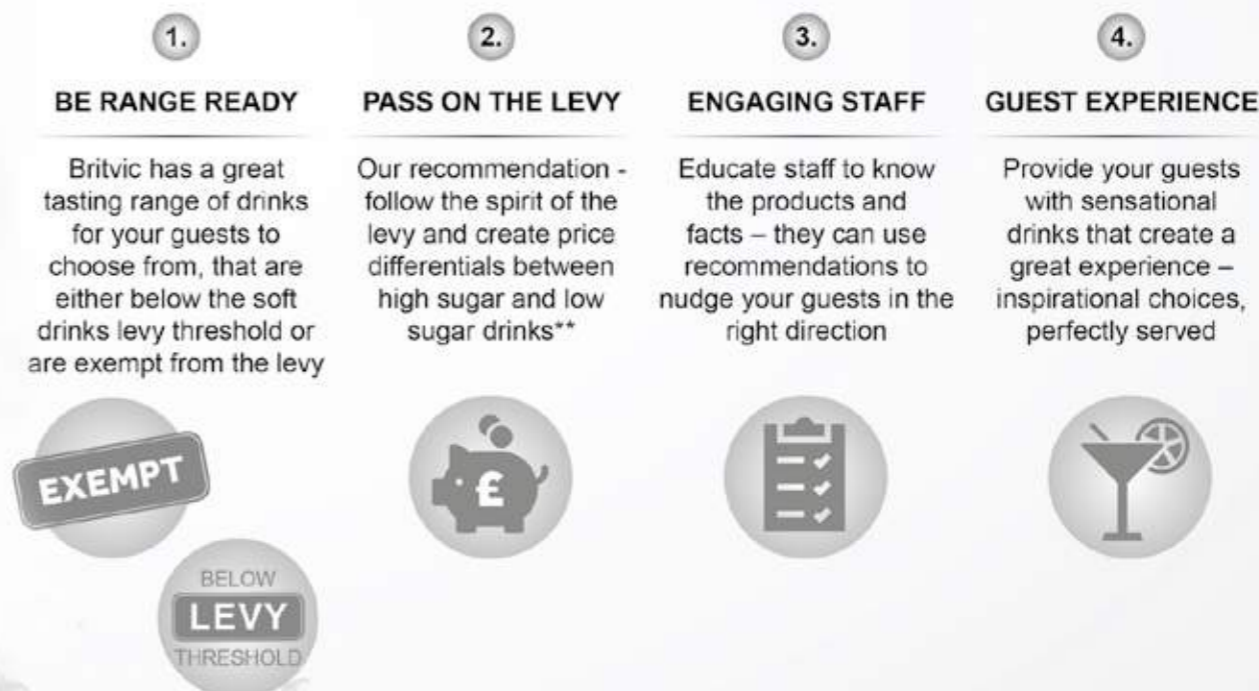 1.
BE RANGE READY
Britvic has a great
tasting range of drinks
for your guests to
choose from, that are
either below the soft
drinks levy threshold or
are exempt from the levy
EXEMPT
BELOW
LEVY
THRESHOLD
2.
PASS ON THE LEVY
Our recommendation -
follow the spirit of the
levy and create price
differentials between
high sugar and low
sugar drinks**
£
3.
ENGAGING STAFF
Educate staff to know
the products and
facts – they can use
recommendations to
nudge your guests in the
right direction
4.
GUEST EXPERIENCE
Provide your guests
with sensational
drinks that create a
great experience –
inspirational choices,
perfectly served